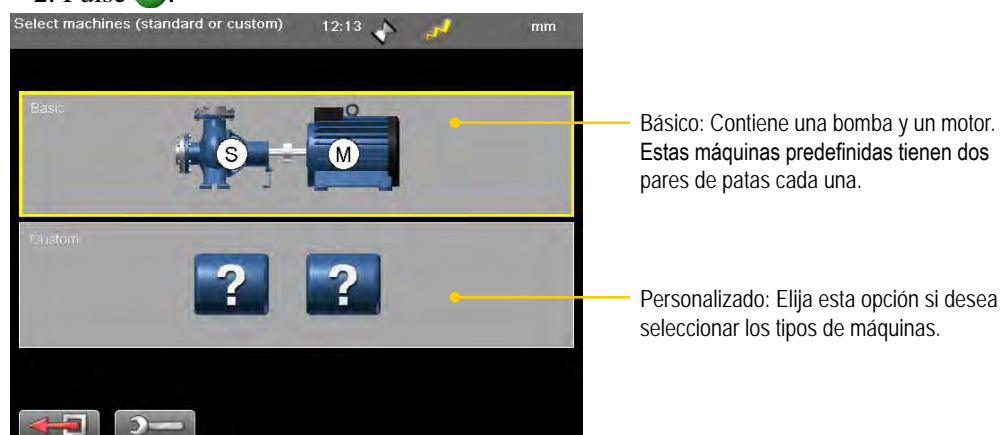 2. Pulse
Select machines (standard or custom) 12:13 mm
Basic
S M
Básico: Contiene una bomba y un motor.
Estas máquinas predefinidas tienen dos
pares de patas cada una.
Custom
? ?
Personalizado: Elija esta opción si desea
seleccionar los tipos de máquinas.